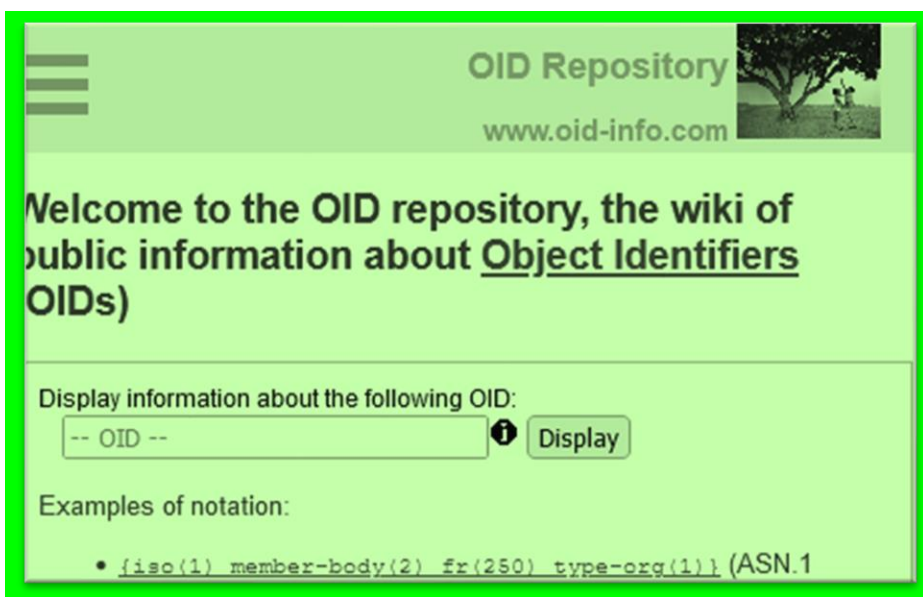 OID Repository
www.oid-info.com
Welcome to the OID repository, the wiki of
public information about Object Identifiers
OIDs)
Display information about the following OID:
-- OID --
Display
Examples of notation:
• {iso(1) member-body(2) fr(250) type-org(1)} (ASN.1